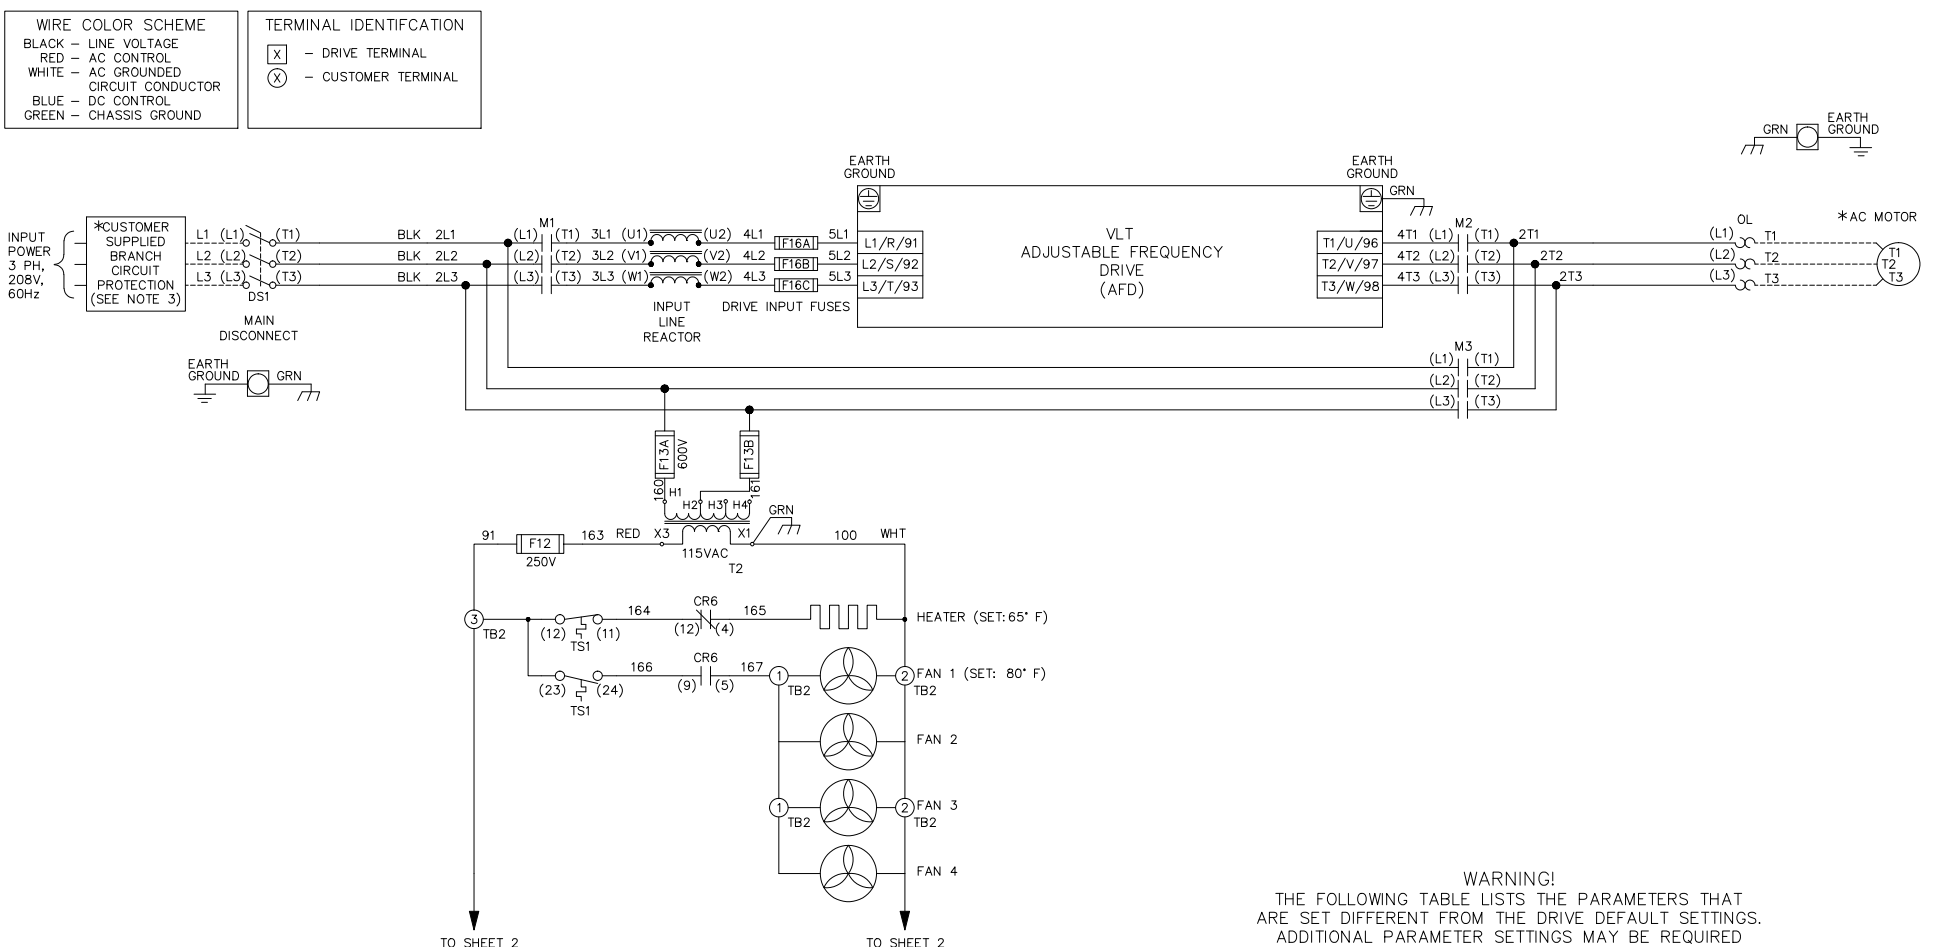 WIRE COLOR SCHEME
BLACK – LINE VOLTAGE
RED – AC CONTROL
WHITE – AC GROUNDED
CIRCUIT CONDUCTOR
BLUE – DC CONTROL
GREEN – CHASSIS GROUND
TERMINAL IDENTIFCATION
X – DRIVE TERMINAL
X – CUSTOMER TERMINAL
GRN
EARTH
GROUND
INPUT
POWER
3 PH,
208V,
60Hz
*CUSTOMER
SUPPLIED
BRANCH
CIRCUIT
PROTECTION
(SEE NOTE 3)
L1 (L1) (T1) BLK 2L1 (L1) M1 (T1) 3L1 (U1) (U2) 4L1 F16A 5L1 L1/R/91
L2 (L2) (T2) BLK 2L2 (L2) (T2) 3L2 (V1) (V2) 4L2 F16B 5L2 L2/S/92
L3 (L3) (T3) BLK 2L3 (L3) (T3) 3L3 (W1) (W2) 4L3 F16C 5L3 L3/T/93
DS1
MAIN
DISCONNECT
INPUT
LINE
REACTOR
DRIVE INPUT FUSES
EARTH
GROUND
VLT
ADJUSTABLE FREQUENCY
DRIVE
(AFD)
EARTH
GROUND
GRN
T1/U/96 4T1 (L1) M2 (T1) 2T1 (L1) OL T1
T2/V/97 4T2 (L2) (T2) 2T2 (L2) T2
T3/W/98 4T3 (L3) (T3) 2T3 (L3) T3
*AC MOTOR
T1
T2
T3
EARTH
GROUND GRN
M3
(L1) (T1)
(L2) (T2)
(L3) (T3)
F13A
600V
F13B
160
161
H1
H2 H3 H4
GRN
91 F12 163 RED X3 X1 100 WHT
250V
115VAC
T2
3
TB2
(12) (11) 164 CR6 165 HEATER (SET: 65° F)
TS1
(12) (4)
(23) (24) 166 CR6 167 1 2 FAN 1 (SET: 80° F)
TS1
(9) (5)
TB2 TB2
FAN 2
1 2 FAN 3
TB2 TB2
FAN 4
TO SHEET 2
TO SHEET 2
WARNING!
THE FOLLOWING TABLE LISTS THE PARAMETERS THAT
ARE SET DIFFERENT FROM THE DRIVE DEFAULT SETTINGS.
ADDITIONAL PARAMETER SETTINGS MAY BE REQUIRED